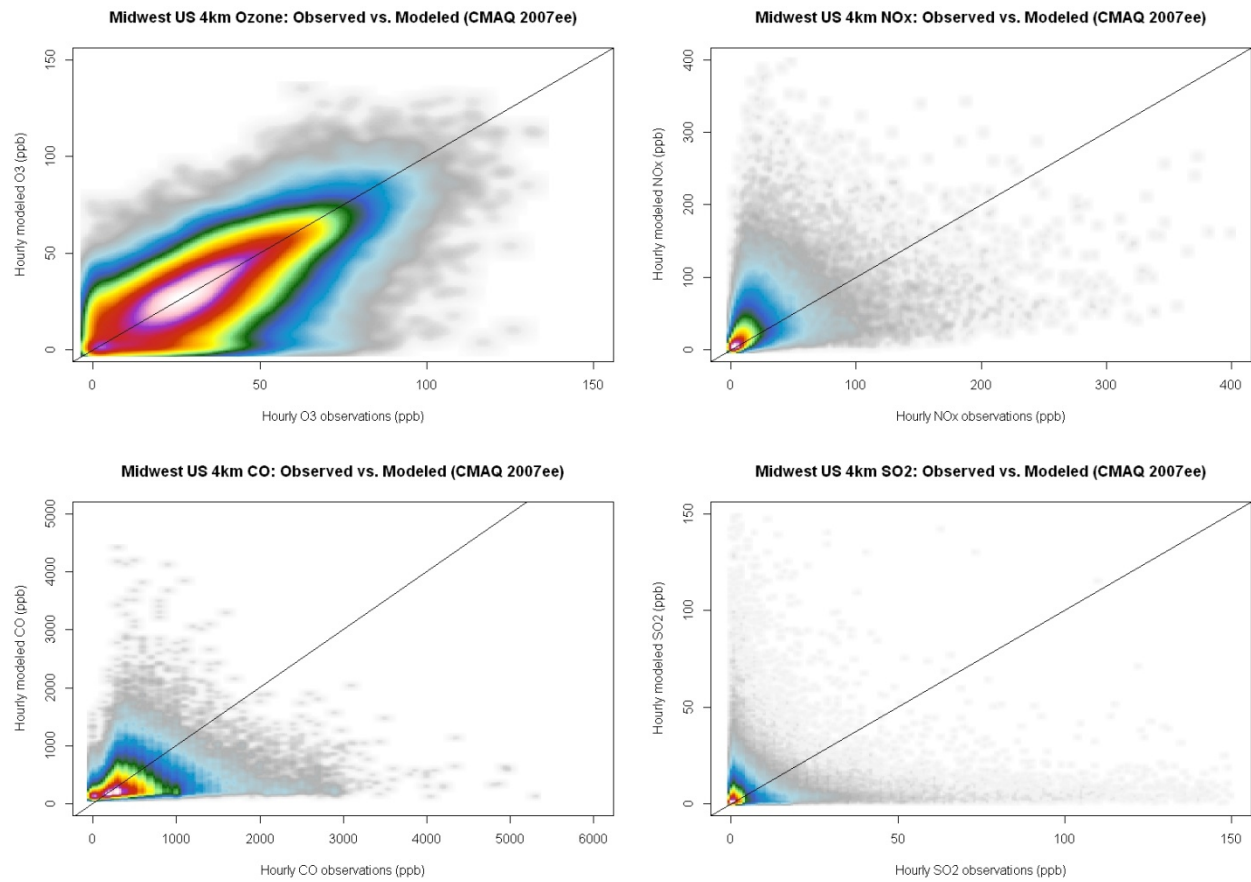 Midwest US 4km Ozone: Observed vs. Modeled (CMAQ 2007ee)
150
100
50
0
Hourly modeled O3 (ppb)
0 50 100 150
Hourly O3 observations (ppb)
Midwest US 4km NOx: Observed vs. Modeled (CMAQ 2007ee)
400
300
200
100
0
Hourly modeled NOx (ppb)
0 100 200 300 400
Hourly NOx observations (ppb)
Midwest US 4km CO: Observed vs. Modeled (CMAQ 2007ee)
5000
4000
3000
2000
1000
0
Hourly modeled CO (ppb)
0 1000 2000 3000 4000 5000 6000
Hourly CO observations (ppb)
Midwest US 4km SO2: Observed vs. Modeled (CMAQ 2007ee)
150
100
50
0
Hourly modeled SO2 (ppb)
0 50 100 150
Hourly SO2 observations (ppb)